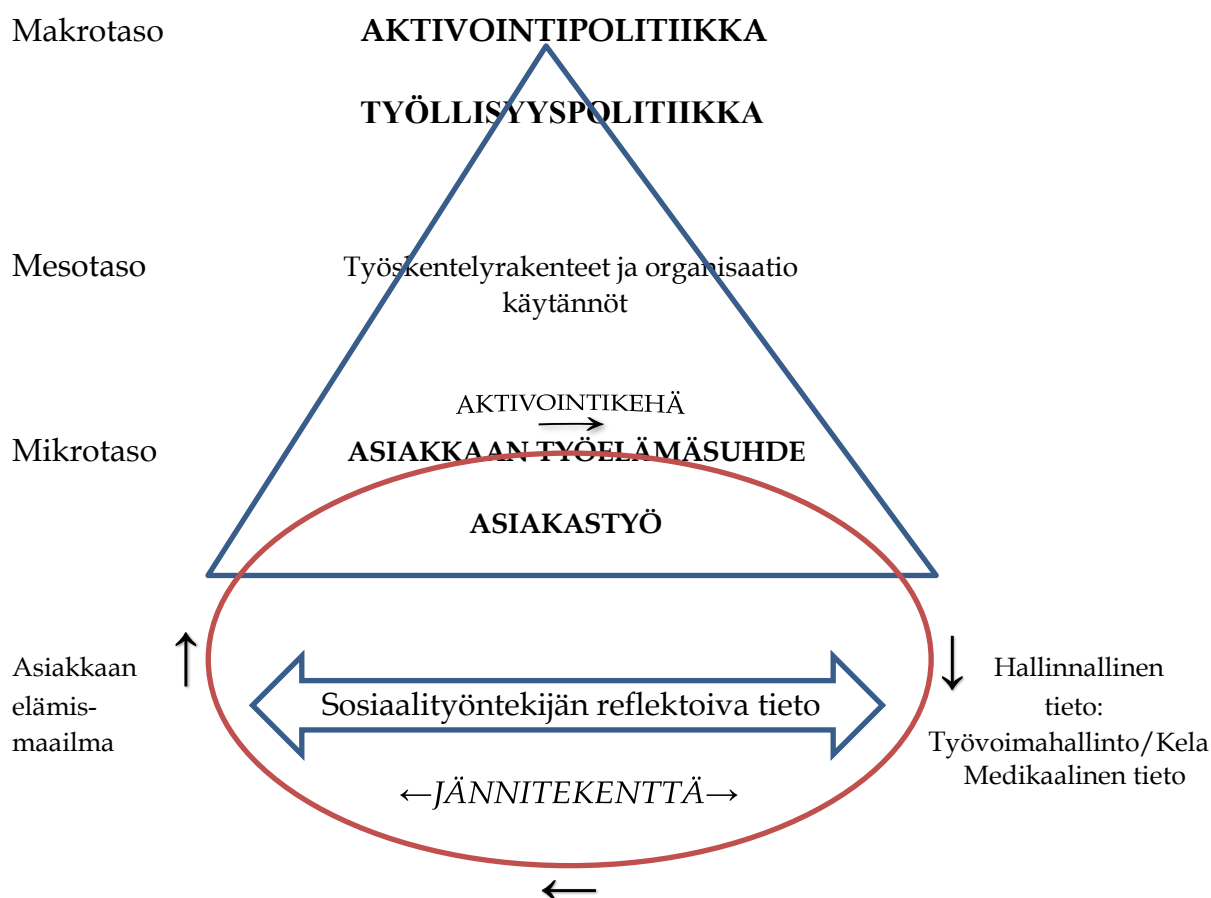 Makrotaso AKTIVOINTIPOLITIIKKA
TYÖLLISYYSPOLITIIKKA
Mesotaso Työskentelyrakenteet ja organisaatio
käytännöt
AKTIVOINTIKEHÄ
Mikrotaso ASIAKKAAN TYÖELÄMÄSUHDE
ASIAKASTYÖ
Asiakkaan
elämis-
maailma
Sosiaalityöntekijän reflektoiva tieto
←JÄNNITEKENTTÄ→
Hallinnallinen
tieto:
Työvoimahallinto/Kela
Medikaalinen tieto